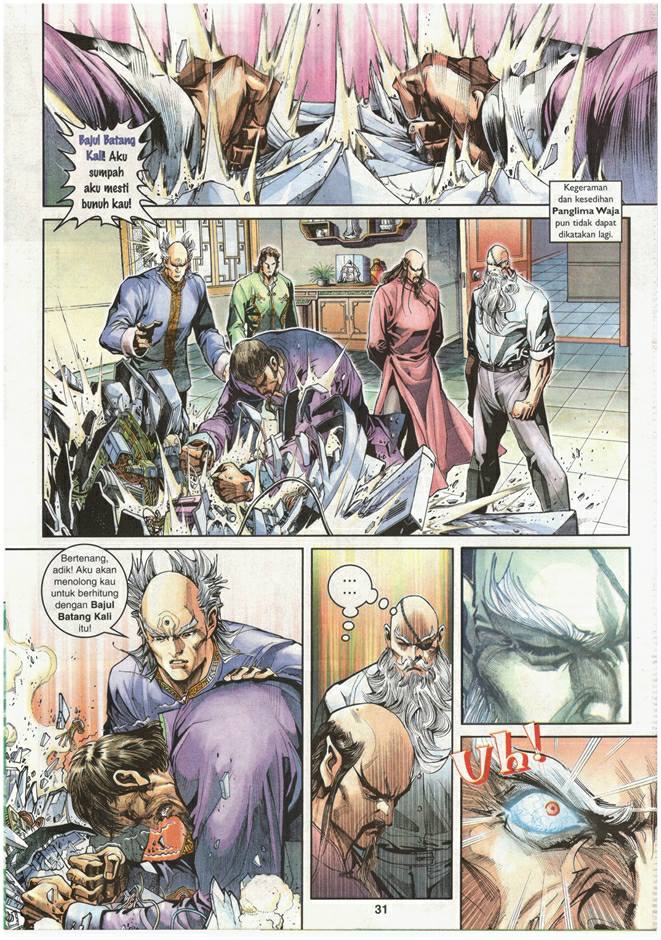 Bajul Batang
Kali! Aku
sumpah
aku mesti
bunuh kau!
Kegeraman
dan kesedihan
Panglima Waja
pun tidak dapat
dikatakan lagi.
Bertenang,
adik! Aku akan
menolong kau
untuk berhitung
dengan Bajul
Batang Kali
itu!
...
...
Uh!
31